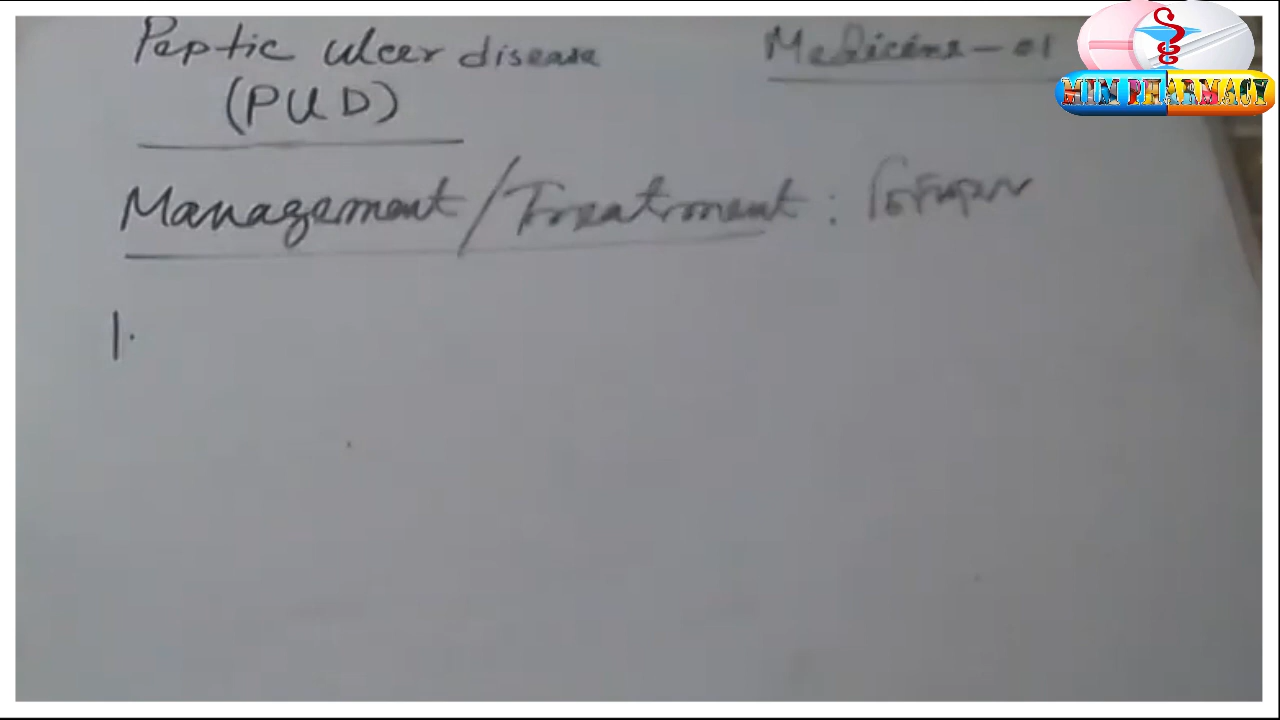 Peptic ulcer disease
(PUD)
Medicine-01
MIM PHARMACY
Management/Treatment :
1.